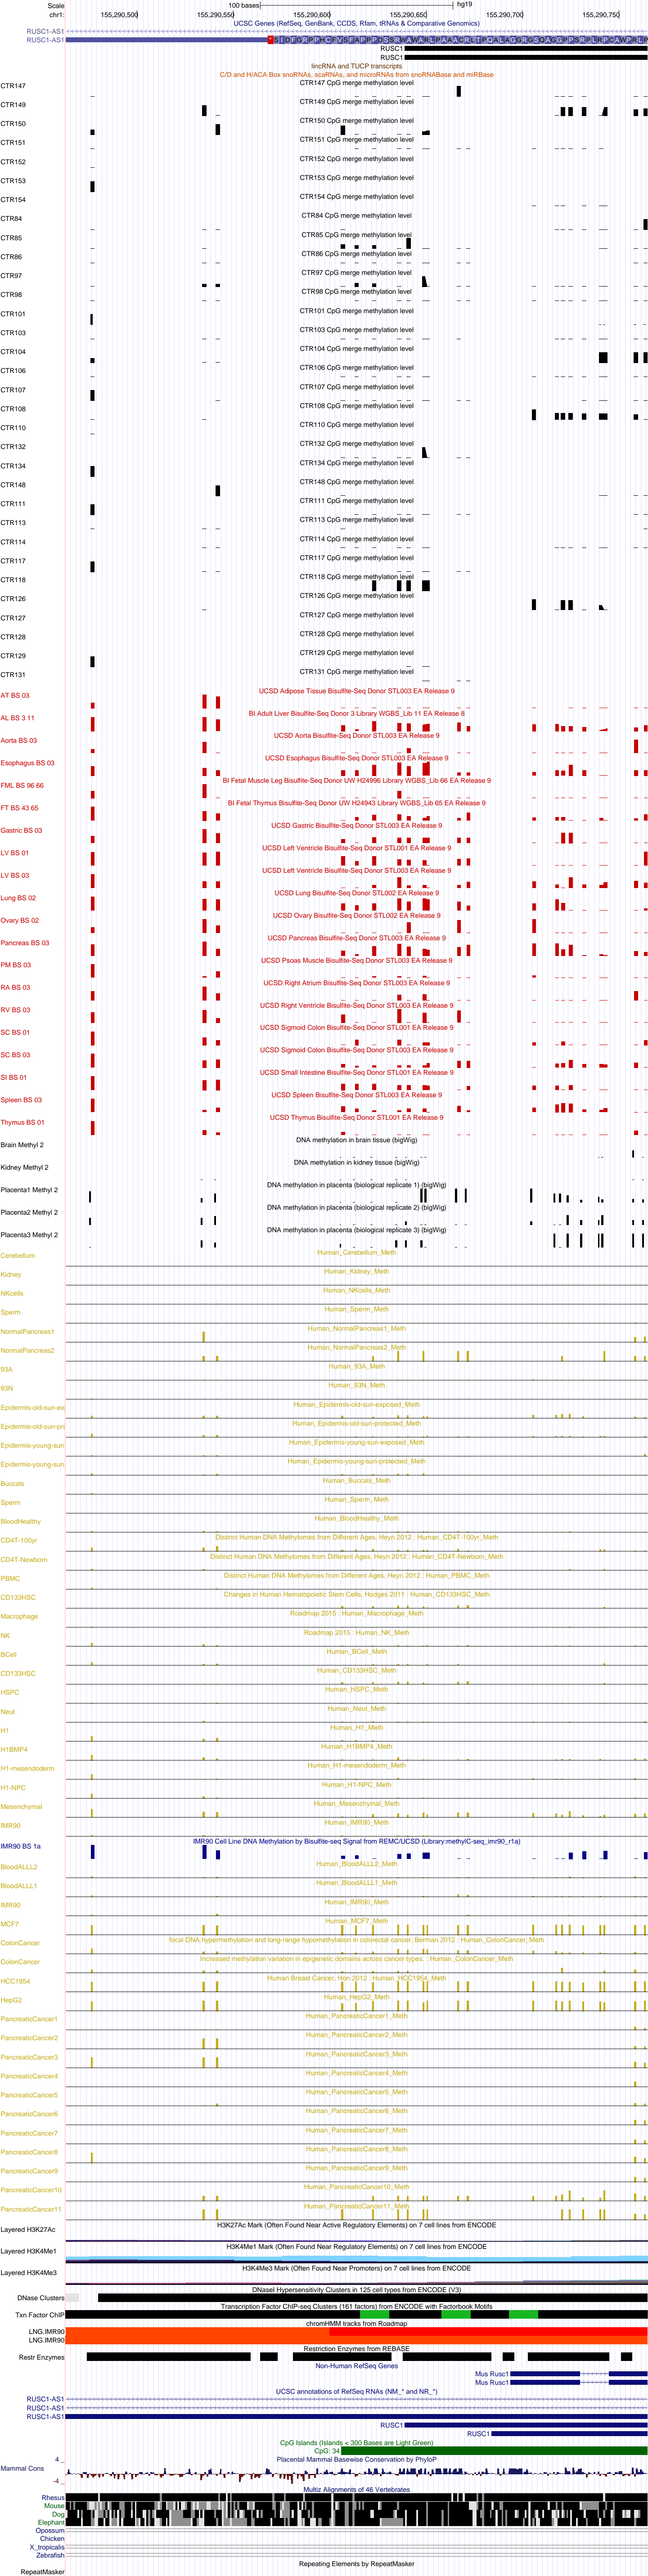 Scale 100 bases hg19
chr1: 155,290,500 155,290,550 155,290,600 155,290,650 155,290,700 155,290,750
UCSC Genes (RefSeq, GenBank, CCDS, Rfam, tRNAs & Comparative Genomics)
RUSC1-AS1
RUSC1-AS1
RUSC1
RUSC1
lincRNA and TUCP transcripts
C/D and H/ACA Box snoRNAs, scaRNAs, and microRNAs from snoRNABase and miRBase
CTR147 CTR147 CpG merge methylation level
CTR149 CTR149 CpG merge methylation level
CTR150 CTR150 CpG merge methylation level
CTR151 CTR151 CpG merge methylation level
CTR152 CTR152 CpG merge methylation level
CTR153 CTR153 CpG merge methylation level
CTR154 CTR154 CpG merge methylation level
CTR84 CTR84 CpG merge methylation level
CTR85 CTR85 CpG merge methylation level
CTR86 CTR86 CpG merge methylation level
CTR97 CTR97 CpG merge methylation level
CTR98 CTR98 CpG merge methylation level
CTR101 CTR101 CpG merge methylation level
CTR103 CTR103 CpG merge methylation level
CTR104 CTR104 CpG merge methylation level
CTR106 CTR106 CpG merge methylation level
CTR107 CTR107 CpG merge methylation level
CTR108 CTR108 CpG merge methylation level
CTR110 CTR110 CpG merge methylation level
CTR132 CTR132 CpG merge methylation level
CTR134 CTR134 CpG merge methylation level
CTR148 CTR148 CpG merge methylation level
CTR111 CTR111 CpG merge methylation level
CTR113 CTR113 CpG merge methylation level
CTR114 CTR114 CpG merge methylation level
CTR117 CTR117 CpG merge methylation level
CTR118 CTR118 CpG merge methylation level
CTR126 CTR126 CpG merge methylation level
CTR127 CTR127 CpG merge methylation level
CTR128 CTR128 CpG merge methylation level
CTR129 CTR129 CpG merge methylation level
CTR131 CTR131 CpG merge methylation level
AT BS 03 UCSD Adipose Tissue Bisulfite-Seq Donor STL003 EA Release 9
AL BS 3 11 BI Adult Liver Bisulfite-Seq Donor 3 Library WGBS_Lib 11 EA Release 8
Aorta BS 03 UCSD Aorta Bisulfite-Seq Donor STL003 EA Release 9
Esophagus BS 03 UCSD Esophagus Bisulfite-Seq Donor STL003 EA Release 9
FML BS 96 66 BI Fetal Muscle Leg Bisulfite-Seq Donor UW H24996 Library WGBS_Lib 66 EA Release 9
FT BS 43 65 BI Fetal Thymus Bisulfite-Seq Donor UW H24943 Library WGBS_Lib 65 EA Release 9
Gastric BS 03 UCSD Gastric Bisulfite-Seq Donor STL003 EA Release 9
LV BS 01 UCSD Left Ventricle Bisulfite-Seq Donor STL001 EA Release 9
LV BS 03 UCSD Left Ventricle Bisulfite-Seq Donor STL003 EA Release 9
Lung BS 02 UCSD Lung Bisulfite-Seq Donor STL002 EA Release 9
Ovary BS 02 UCSD Ovary Bisulfite-Seq Donor STL002 EA Release 9
Pancreas BS 03 UCSD Pancreas Bisulfite-Seq Donor STL003 EA Release 9
PM BS 03 UCSD Psoas Muscle Bisulfite-Seq Donor STL003 EA Release 9
RA BS 03 UCSD Right Atrium Bisulfite-Seq Donor STL003 EA Release 9
RV BS 03 UCSD Right Ventricle Bisulfite-Seq Donor STL003 EA Release 9
SC BS 01 UCSD Sigmoid Colon Bisulfite-Seq Donor STL001 EA Release 9
SC BS 03 UCSD Sigmoid Colon Bisulfite-Seq Donor STL003 EA Release 9
SI BS 01 UCSD Small Intestine Bisulfite-Seq Donor STL001 EA Release 9
Spleen BS 03 UCSD Spleen Bisulfite-Seq Donor STL003 EA Release 9
Thymus BS 01 UCSD Thymus Bisulfite-Seq Donor STL001 EA Release 9
Brain Methyl 2 DNA methylation in brain tissue (bigWig)
Kidney Methyl 2 DNA methylation in kidney tissue (bigWig)
Placenta1 Methyl 2 DNA methylation in placenta (biological replicate 1) (bigWig)
Placenta2 Methyl 2 DNA methylation in placenta (biological replicate 2) (bigWig)
Placenta3 Methyl 2 DNA methylation in placenta (biological replicate 3) (bigWig)
Cerebellum Human_Cerebellum_Meth
Kidney Human_Kidney_Meth
NKcells Human_NKcells_Meth
Sperm Human_Sperm_Meth
NormalPancreas1 Human_NormalPancreas1_Meth
NormalPancreas2 Human_NormalPancreas2_Meth
93A Human_93A_Meth
93N Human_93N_Meth
Epidermis-old-sun-ex Human_Epidermis-old-sun-exposed_Meth
Epidermis-old-sun-pro Human_Epidermis-old-sun-protected_Meth
Epidermis-young-sun Human_Epidermis-young-sun-exposed_Meth
Epidermis-young-sun Human_Epidermis-young-sun-protected_Meth
Buccals Human_Buccals_Meth
Sperm Human_Sperm_Meth
BloodHealthy Human_BloodHealthy_Meth
CD4T-100yr Distinct Human DNA Methylomes from Different Ages, Heyn 2012 : Human_CD4T-100yr_Meth
CD4T-Newborn Distinct Human DNA Methylomes from Different Ages, Heyn 2012 : Human_CD4T-Newborn_Meth
PBMC Distinct Human DNA Methylomes from Different Ages, Heyn 2012 : Human_PBMC_Meth
CD133HSC Changes in Human Hematopoietic Stem Cells, Hodges 2011 : Human_CD133HSC_Meth
Macrophage Roadmap 2015 : Human_Macrophage_Meth
NK Roadmap 2015 : Human_NK_Meth
BCell Human_BCell_Meth
CD133HSC Human_CD133HSC_Meth
HSPC Human_HSPC_Meth
Neut Human_Neut_Meth
H1 Human_H1_Meth
H1BMP4 Human_H1BMP4_Meth
H1-mesendoderm Human_H1-mesendoderm_Meth
H1-NPC Human_H1-NPC_Meth
Mesenchymal Human_Mesenchymal_Meth
IMR90 Human_IMR90_Meth
IMR90 BS 1a IMR90 Cell Line DNA Methylation by Bisulfite-seq Signal from REMC/UCSD (Library:methylC-seq_imr90_r1a)
BloodALLL2 Human_BloodALLL2_Meth
BloodALLL1 Human_BloodALLL1_Meth
IMR90 Human_IMR90_Meth
MCF7 Human_MCF7_Meth
ColonCancer focal DNA hypermethylation and long-range hypomethylation in colorectal cancer, Berman 2012 : Human_ColonCancer_Meth
ColonCancer Increased methylation variation in epigenetic domains across cancer types. : Human_ColonCancer_Meth
HCC1954 Human Breast Cancer, Hon 2012 : Human_HCC1954_Meth
HepG2 Human_HepG2_Meth
PancreaticCancer1 Human_PancreaticCancer1_Meth
PancreaticCancer2 Human_PancreaticCancer2_Meth
PancreaticCancer3 Human_PancreaticCancer3_Meth
PancreaticCancer4 Human_PancreaticCancer4_Meth
PancreaticCancer5 Human_PancreaticCancer5_Meth
PancreaticCancer6 Human_PancreaticCancer6_Meth
PancreaticCancer7 Human_PancreaticCancer7_Meth
PancreaticCancer8 Human_PancreaticCancer8_Meth
PancreaticCancer9 Human_PancreaticCancer9_Meth
PancreaticCancer10 Human_PancreaticCancer10_Meth
PancreaticCancer11 Human_PancreaticCancer11_Meth
H3K27Ac Mark (Often Found Near Active Regulatory Elements) on 7 cell lines from ENCODE
Layered H3K27Ac
H3K4Me1 Mark (Often Found Near Regulatory Elements) on 7 cell lines from ENCODE
Layered H3K4Me1
H3K4Me3 Mark (Often Found Near Promoters) on 7 cell lines from ENCODE
Layered H3K4Me3
DNaseI Hypersensitivity Clusters in 125 cell types from ENCODE (V3)
DNase Clusters
Transcription Factor ChIP-seq Clusters (161 factors) from ENCODE with Factorbook Motifs
Txn Factor ChIP
chromHMM tracks from Roadmap
LNG.IMR90
LNG.IMR90
Restriction Enzymes from REBASE
Restr Enzymes
Non-Human RefSeq Genes
Mus Rusc1
Mus Rusc1
UCSC annotations of RefSeq RNAs (NM_* and NR_*)
RUSC1-AS1
RUSC1-AS1
RUSC1-AS1
RUSC1
RUSC1
CpG Islands (Islands < 300 Bases are Light Green)
CpG: 34
Placental Mammal Basewise Conservation by PhyloP
4 _
Mammal Cons
-4 _
Multiz Alignments of 46 Vertebrates
Rhesus
Mouse
Dog
Elephant
Opossum
Chicken
X_tropicalis
Zebrafish
Repeating Elements by RepeatMasker
RepeatMasker